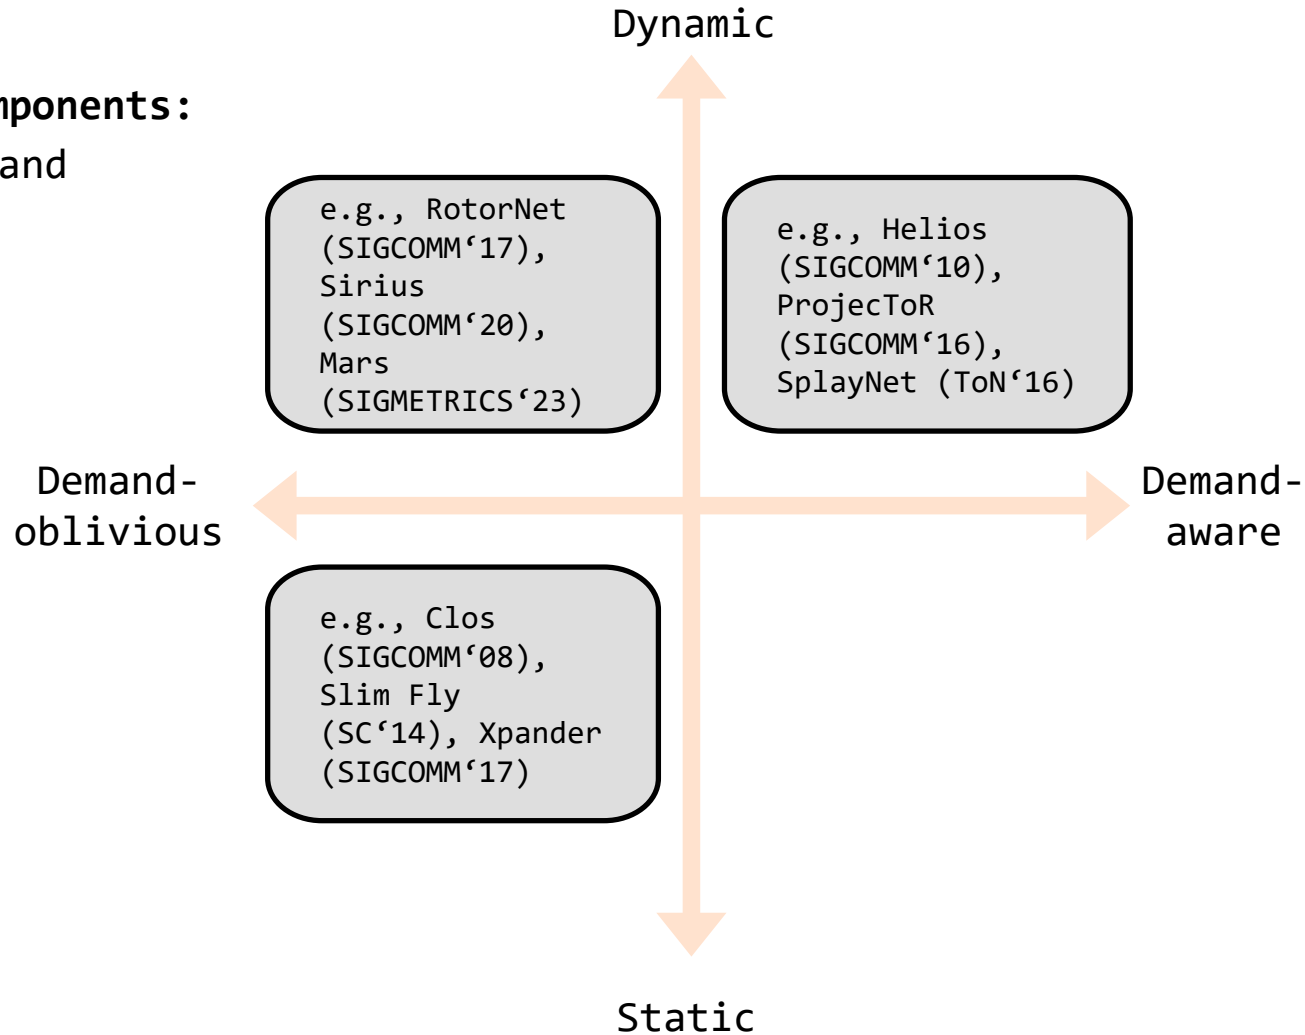 Dynamic
mponents:
and
e.g., RotorNet
(SIGCOMM‘17),
Sirius
(SIGCOMM‘20),
Mars
(SIGMETRICS‘23)
e.g., Helios
(SIGCOMM‘10),
ProjecToR
(SIGCOMM‘16),
SplayNet (ToN‘16)
Demand-
oblivious
Demand-
aware
e.g., Clos
(SIGCOMM‘08),
Slim Fly
(SC‘14), Xpander
(SIGCOMM‘17)
Static